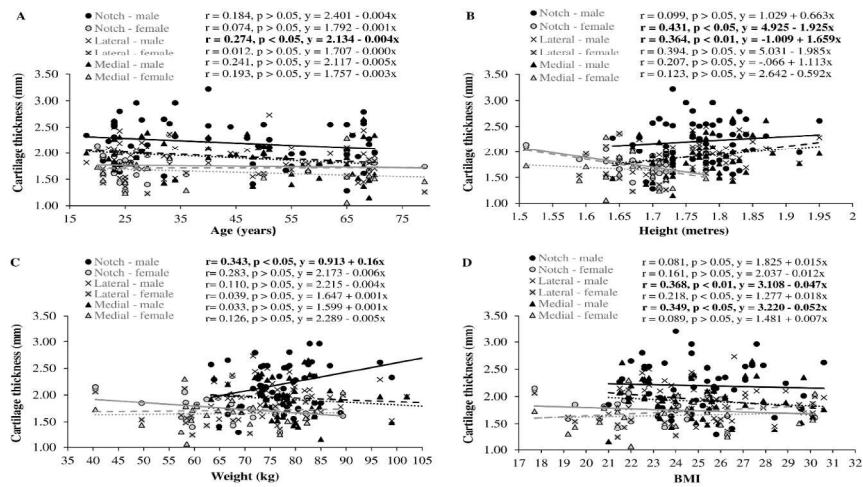 A
Notch - male r = 0.184, p > 0.05, y = 2.401 - 0.004x
Notch - female r = 0.074, p > 0.05, y = 1.792 - 0.001x
Lateral - male r = 0.274, p < 0.05, y = 2.134 - 0.004x
Lateral - female r = 0.012, p > 0.05, y = 1.707 - 0.000x
Medial - male r = 0.241, p > 0.05, y = 2.117 - 0.005x
Medial - female r = 0.193, p > 0.05, y = 1.757 - 0.003x
Cartilage thickness (mm)
3.50
3.00
2.50
2.00
1.50
1.00
15 25 35 45 55 65 75
Age (years)
B
Notch - male r = 0.099, p > 0.05, y = 1.029 + 0.663x
Notch - female r = 0.431, p < 0.05, y = 4.925 - 1.925x
Lateral - male r = 0.364, p < 0.01, y = -1.009 + 1.659x
Lateral - female r = 0.394, p > 0.05, y = 5.031 - 1.985x
Medial - male r = 0.207, p > 0.05, y = -.066 + 1.113x
Medial - female r = 0.123, p > 0.05, y = 2.642 - 0.592x
Cartilage thickness (mm)
3.50
3.00
2.50
2.00
1.50
1.00
1.5 1.55 1.6 1.65 1.7 1.75 1.8 1.85 1.9 1.95 2
Height (metres)
C
Notch - male r= 0.343, p < 0.05, y = 0.913 + 0.16x
Notch - female r= 0.283, p > 0.05, y = 2.173 - 0.006x
Lateral - male r= 0.110, p > 0.05, y = 2.215 - 0.004x
Lateral - female r= 0.039, p > 0.05, y = 1.647 + 0.001x
Medial - male r= 0.033, p > 0.05, y = 1.599 + 0.001x
Medial - female r= 0.126, p > 0.05, y = 2.289 - 0.005x
Cartilage thickness (mm)
3.50
3.00
2.50
2.00
1.50
1.00
35 40 45 50 55 60 65 70 75 80 85 90 95 100 105
Weight (kg)
D
Notch - male r = 0.081, p > 0.05, y = 1.825 + 0.015x
Notch - female r = 0.161, p > 0.05, y = 2.037 - 0.012x
Lateral - male r = 0.368, p < 0.01, y = 3.108 -0.047x
Lateral - female r = 0.218, p > 0.05, y = 1.277 + 0.018x
Medial - male r = 0.349, p < 0.05, y = 3.220 -0.052x
Medial - female r = 0.089, p > 0.05, y = 1.481 + 0.007x
Cartilage thickness (mm)
3.50
3.00
2.50
2.00
1.50
1.00
17 18 19 20 21 22 23 24 25 26 27 28 29 30 31 32
BMI